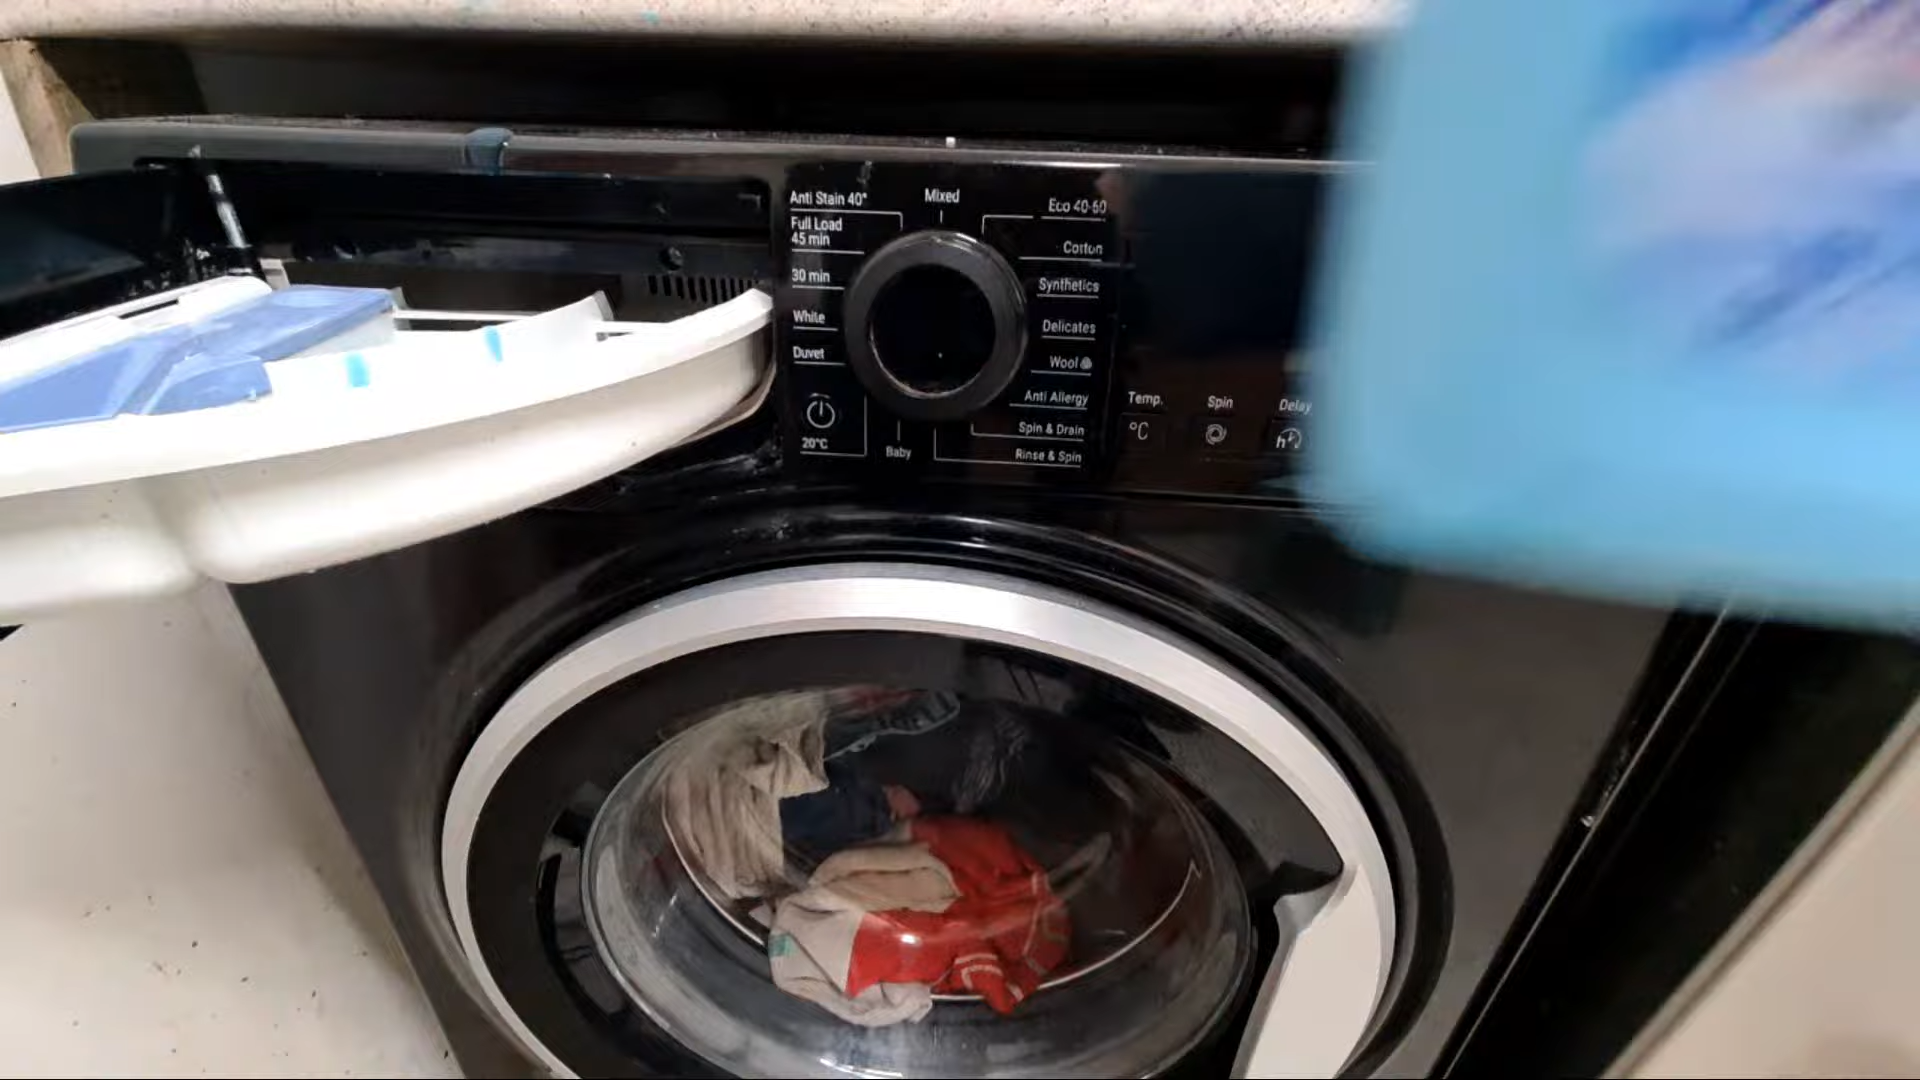 Anti Stain 40°
Full Load
45 min
30 min
White
Duvet
20°C
Mixed
Baby
Eco 40-60
Cotton
Synthetics
Delicates
Wool
Anti Allergy
Spin & Drain
Rinse & Spin
Temp.
°C
Spin
Delay
h